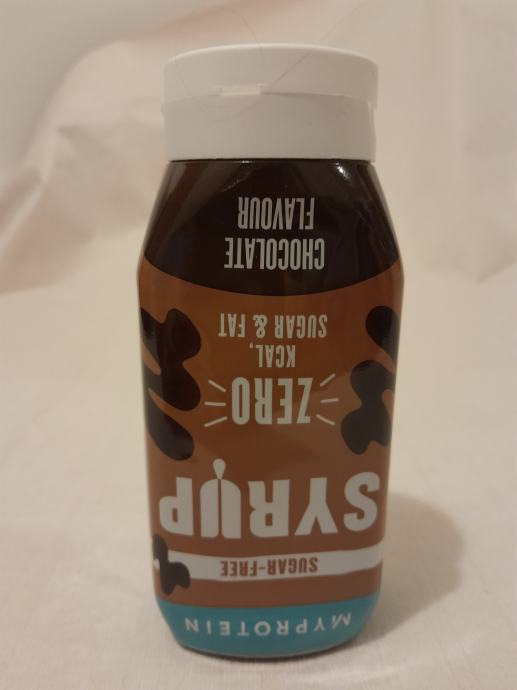 MYPROTEIN
SUGAR-FREE
SYRUP
ZERO
KCAL,
SUGAR & FAT
CHOCOLATE
FLAVOUR